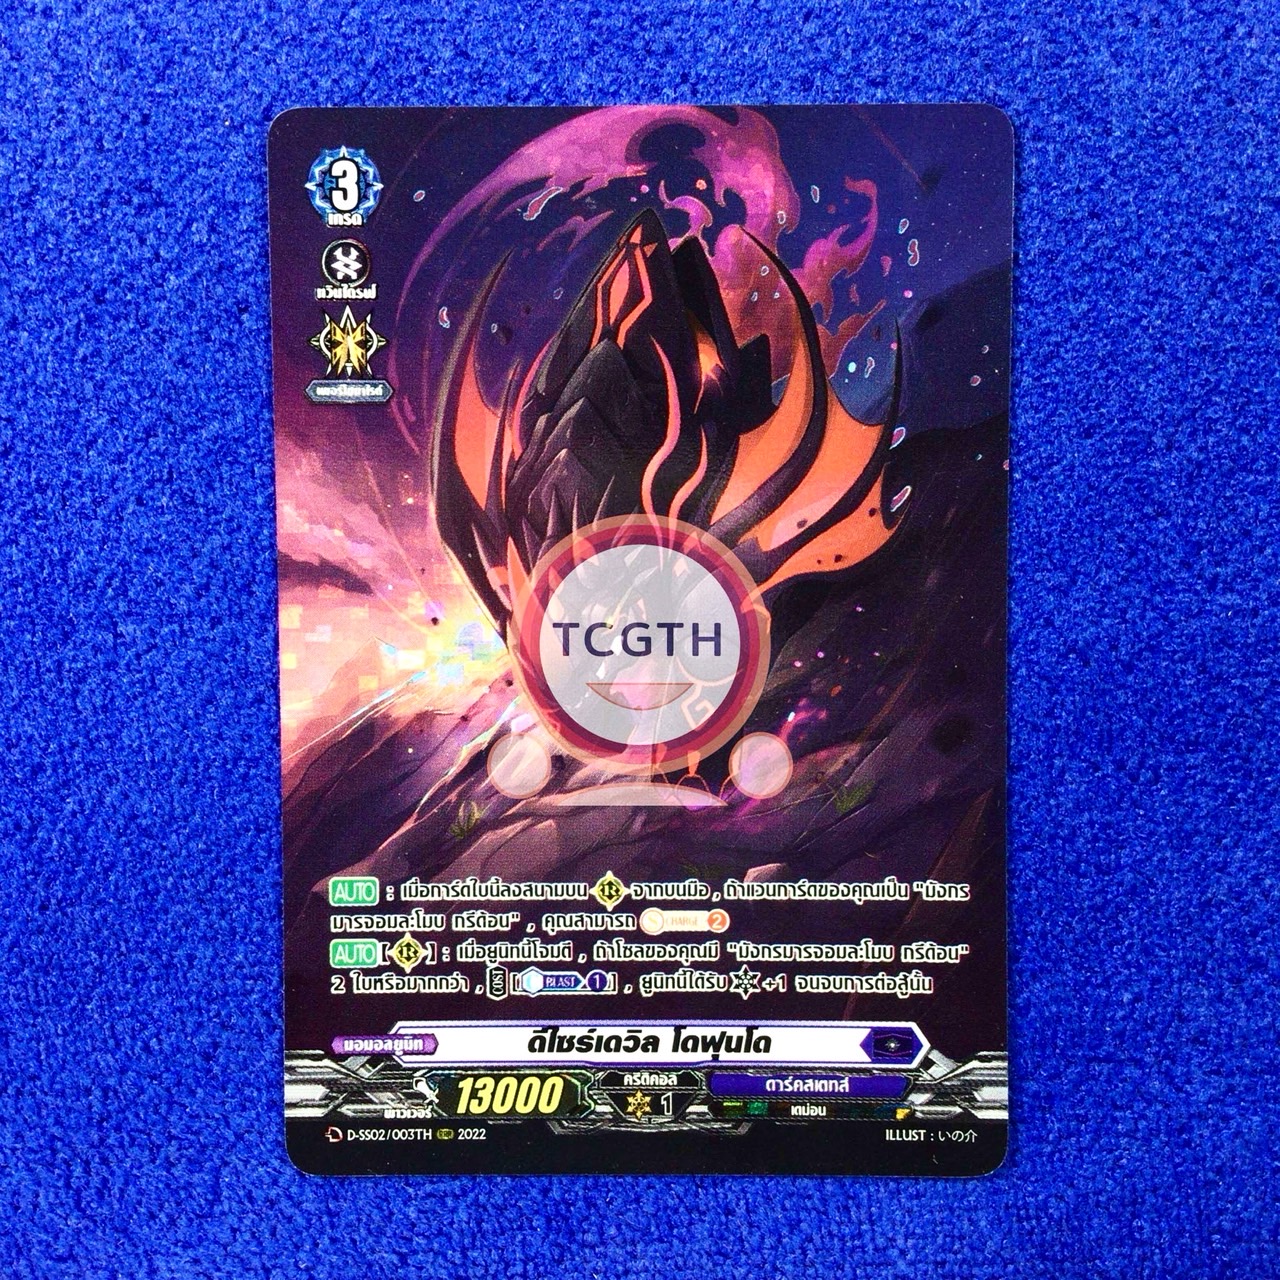 3
เกรด
ทวินไดรฟ์
เพอร์โซนาไรด์
TCGTH
AUTO : เมื่อการ์ดใบนี้ลงสนามบน R จากบนมือ , ถ้าแวนการ์ดของคุณเป็น "มังกร
มารจอมละโมบ กรีด้อน" , คุณสามารถ S CHARGE 2
AUTO [ R ] : เมื่อยูนิทนี้โจมตี , ถ้าโซลของคุณมี "มังกรมารจอมละโมบ กรีด้อน"
2 ใบหรือมากกว่า , COST [ C BLAST 1 ] , ยูนิทนี้ได้รับ +1 จนจบการต่อสู้นั้น
นอมอลยูนิท ดีไซร์เดวิล โดฟุนโด
พาวเวอร์ 13000 คริติคอล 1 ดาร์คสเตทส์
เดม่อน
D-SS02/003TH 2022 ILLUST : いの介